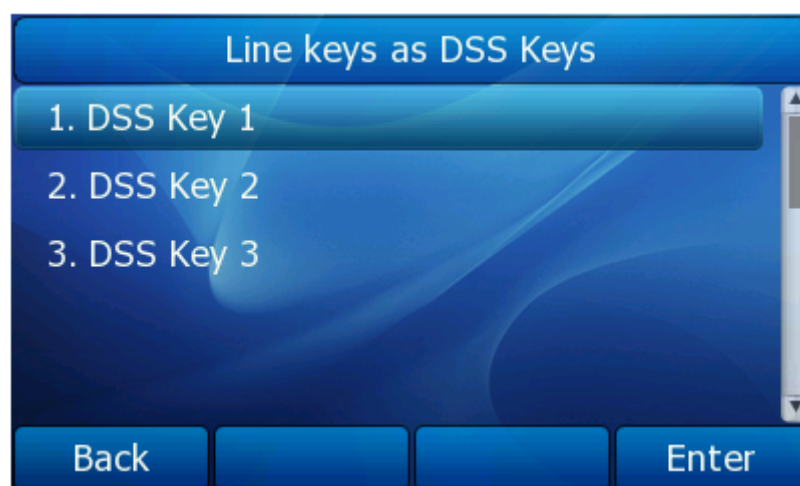 Line keys as DSS Keys
1. DSS Key 1
2. DSS Key 2
3. DSS Key 3
Back Enter